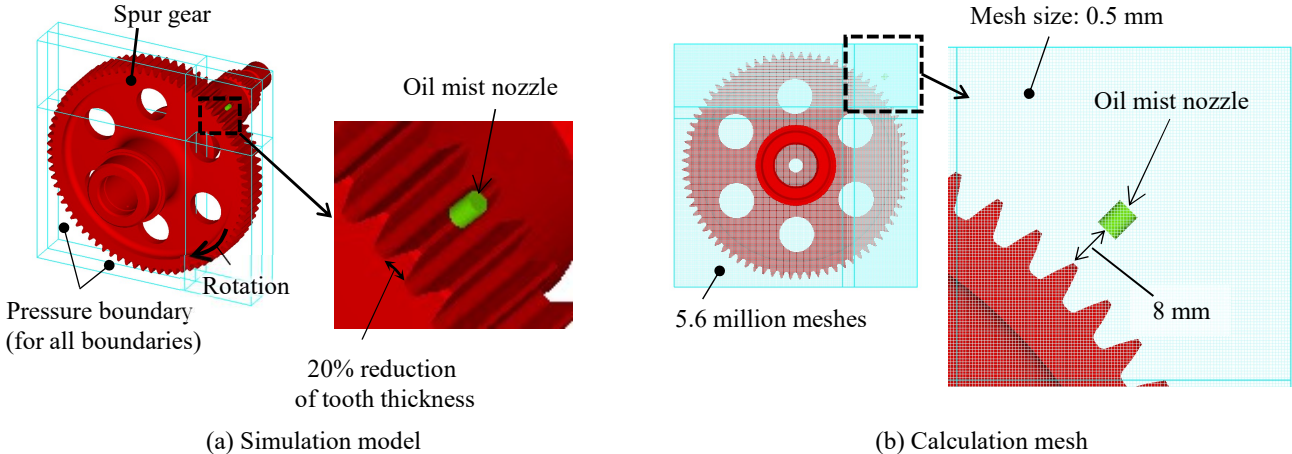 Spur gear
Oil mist nozzle
Rotation
Pressure boundary
(for all boundaries)
20% reduction
of tooth thickness
(a) Simulation model
Mesh size: 0.5 mm
Oil mist nozzle
8 mm
5.6 million meshes
(b) Calculation mesh